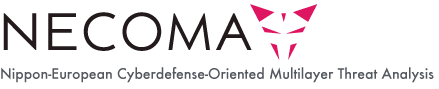 NECOMA
Nippon-European Cyberdefense-Oriented Multilayer Threat Analysis